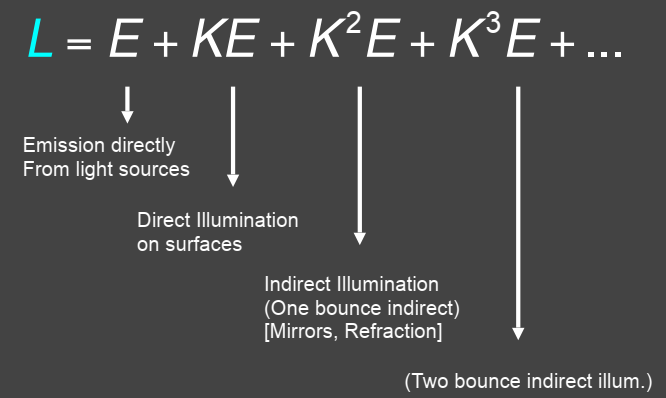 L = E + KE + K²E + K³E + ...
Emission directly
From light sources
Direct Illumination
on surfaces
Indirect Illumination
(One bounce indirect)
[Mirrors, Refraction]
(Two bounce indirect illum.)